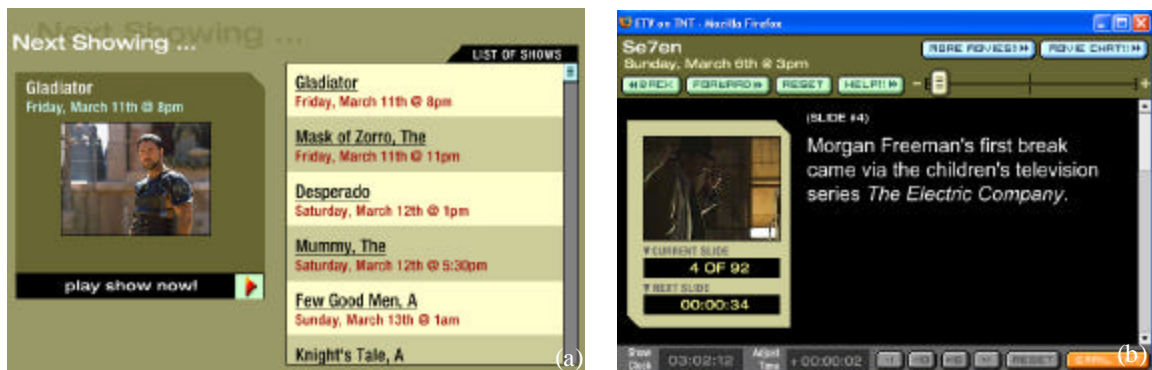 Next Showing ...
Next Showing ...
LIST OF SHOWS
Gladiator
Friday, March 11th @ 8pm
play show now!
Gladiator
Friday, March 11th @ 8pm
Mask of Zorro, The
Friday, March 11th @ 11pm
Desperado
Saturday, March 12th @ 1pm
Mummy, The
Saturday, March 12th @ 5:30pm
Few Good Men, A
Sunday, March 13th @ 1am
Knight's Tale, A
(a)
ETV on TNT - Mozilla Firefox
Se7en
Sunday, March 6th @ 3pm
MORE MOVIES!!
MOVIE CHAT!!
BACK
FORWARD
RESET
HELP!!
- +
(SLIDE #4)
Morgan Freeman's first break
came via the children's television
series The Electric Company.
CURRENT SLIDE
4 OF 92
NEXT SLIDE
00:00:34
Show
Clock
03:02:12
Adjust
Time
+00:00:02
RESET
(b)